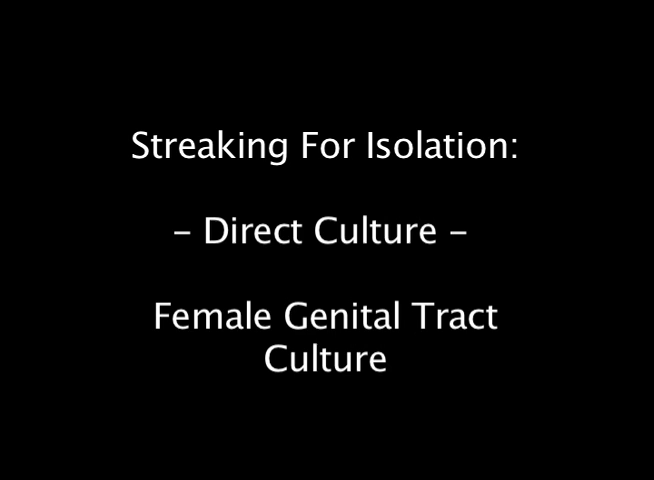 Streaking For Isolation:
– Direct Culture –
Female Genital Tract
Culture